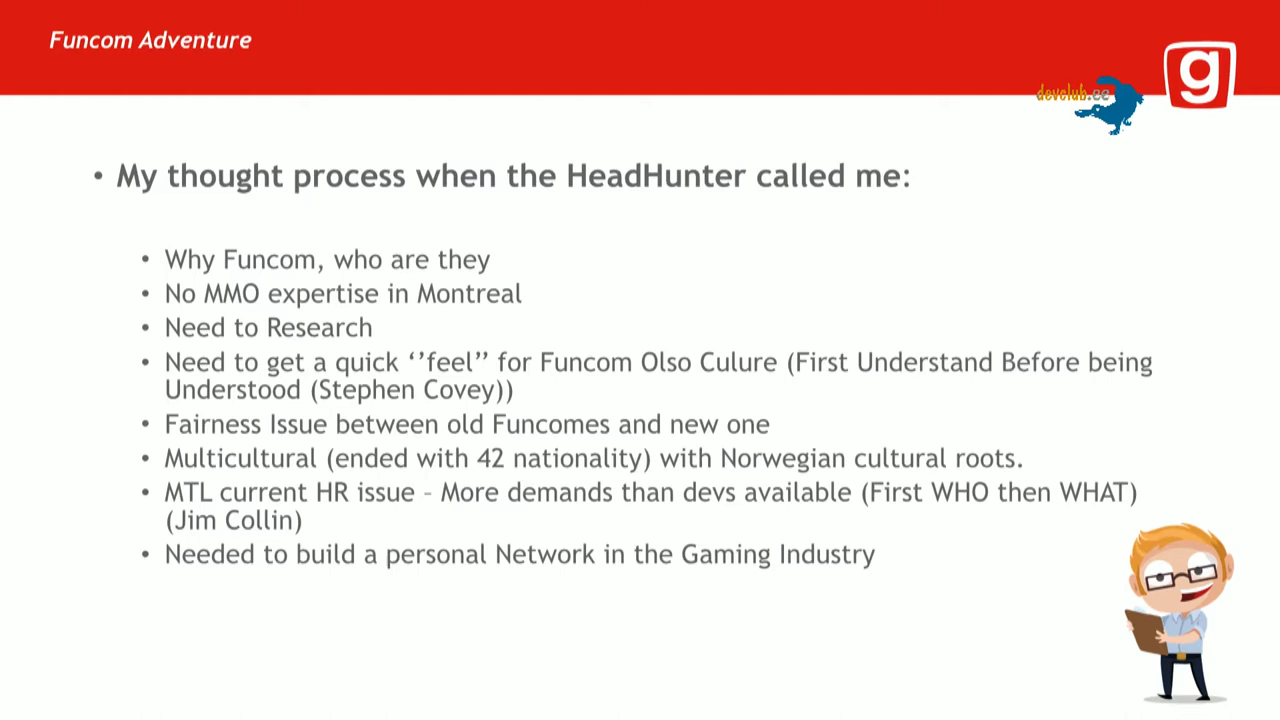 Funcom Adventure
devclub.ee
g
• My thought process when the HeadHunter called me:
• Why Funcom, who are they
• No MMO expertise in Montreal
• Need to Research
• Need to get a quick ‘’feel’’ for Funcom Olso Culure (First Understand Before being
Understood (Stephen Covey))
• Fairness Issue between old Funcomes and new one
• Multicultural (ended with 42 nationality) with Norwegian cultural roots.
• MTL current HR issue – More demands than devs available (First WHO then WHAT)
(Jim Collin)
• Needed to build a personal Network in the Gaming Industry